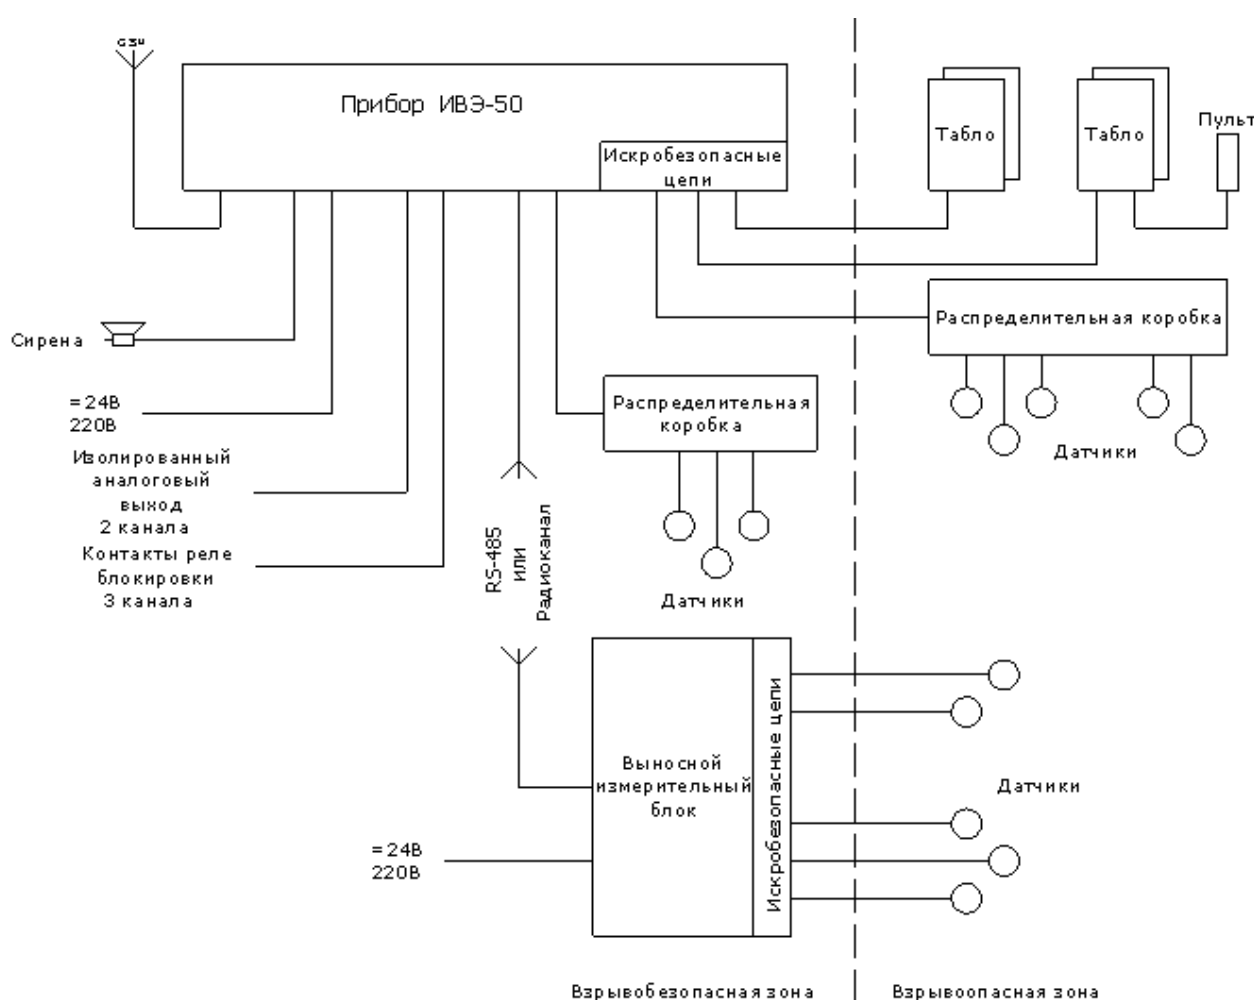 GSM
Прибор ИВЭ-50
Искробезопасные
цепи
Табло
Табло
Пульт
Сирена
Распределительная коробка
Датчики
=24В
220В
Распределительная
коробка
Датчики
Изолированный
аналоговый
выход
2 канала
Контакты реле
блокировки
3 канала
RS-485
или
Радиоканал
Выносной
измерительный
блок
Искробезопасные цепи
Датчики
=24В
220В
Взрывобезопасная зона
Взрывоопасная зона